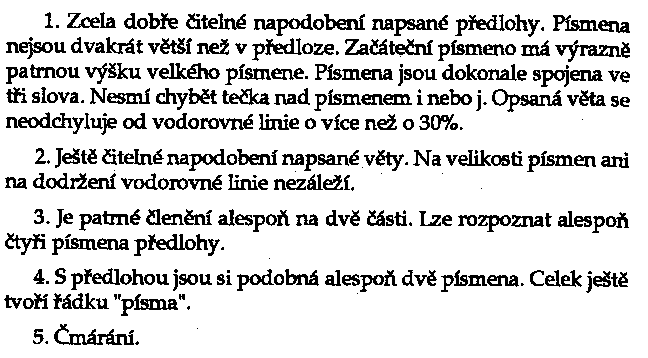 1. Zcela dobře čitelné napodobení napsané předlohy. Písmena
nejsou dvakrát větší než v předloze. Začáteční písmeno má výrazně
patrnou výšku velkého písmene. Písmena jsou dokonale spojena ve
tři slova. Nesmí chybět tečka nad písmenem i nebo j. Opsaná věta se
neodchyluje od vodorovné linie o více než o 30%.
2. Ještě čitelné napodobení napsané věty. Na velikosti písmen ani
na dodržení vodorovné linie nezáleží.
3. Je patrné členění alespoň na dvě části. Lze rozpoznat alespoň
čtyři písmena předlohy.
4. S předlohou jsou si podobná alespoň dvě písmena. Celek ještě
tvoří řádku "písma".
5. Čmárání.